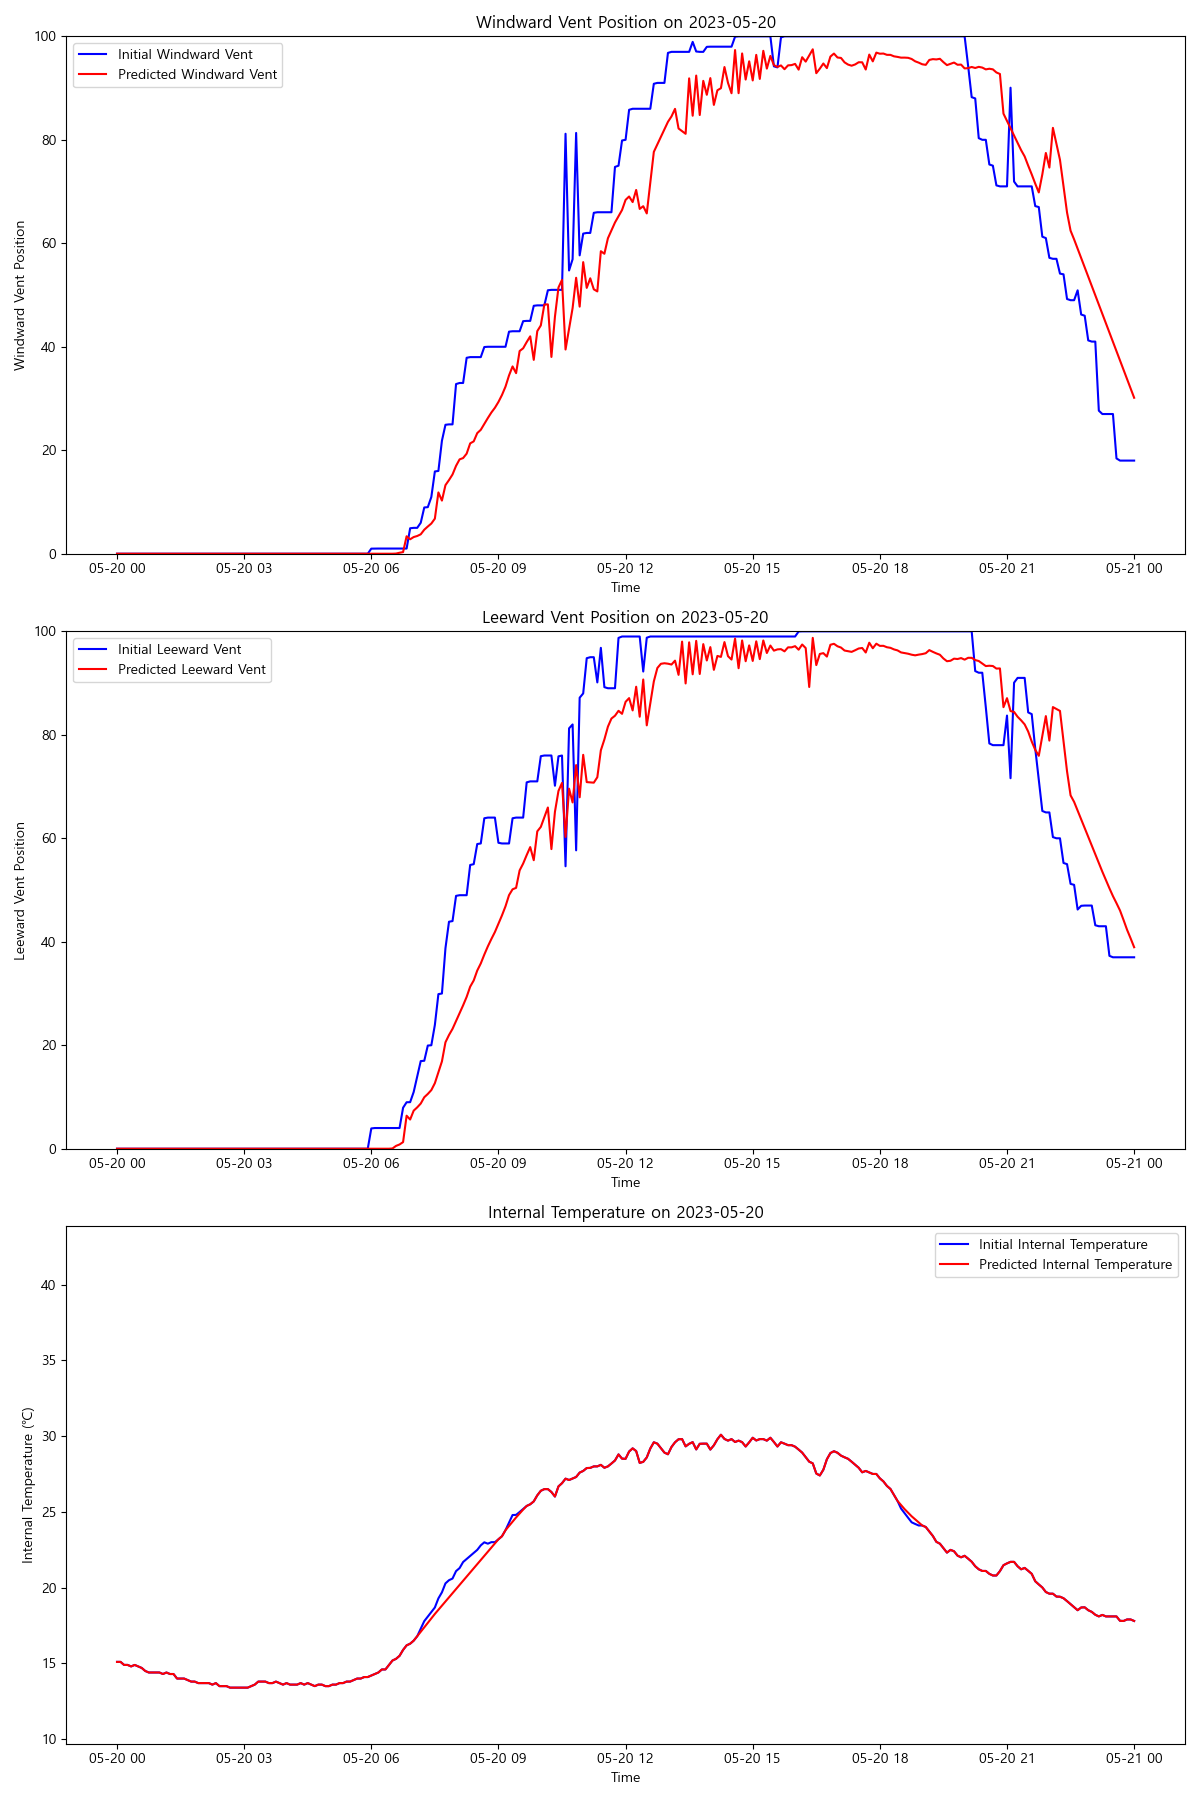 Windward Vent Position on 2023-05-20
Initial Windward Vent
Predicted Windward Vent
Windward Vent Position
100
80
60
40
20
0
05-20 00 05-20 03 05-20 06 05-20 09 05-20 12 05-20 15 05-20 18 05-20 21 05-21 00
Time
Leeward Vent Position on 2023-05-20
Initial Leeward Vent
Predicted Leeward Vent
Leeward Vent Position
100
80
60
40
20
0
05-20 00 05-20 03 05-20 06 05-20 09 05-20 12 05-20 15 05-20 18 05-20 21 05-21 00
Time
Internal Temperature on 2023-05-20
Initial Internal Temperature
Predicted Internal Temperature
Internal Temperature (℃)
40
35
30
25
20
15
10
05-20 00 05-20 03 05-20 06 05-20 09 05-20 12 05-20 15 05-20 18 05-20 21 05-21 00
Time